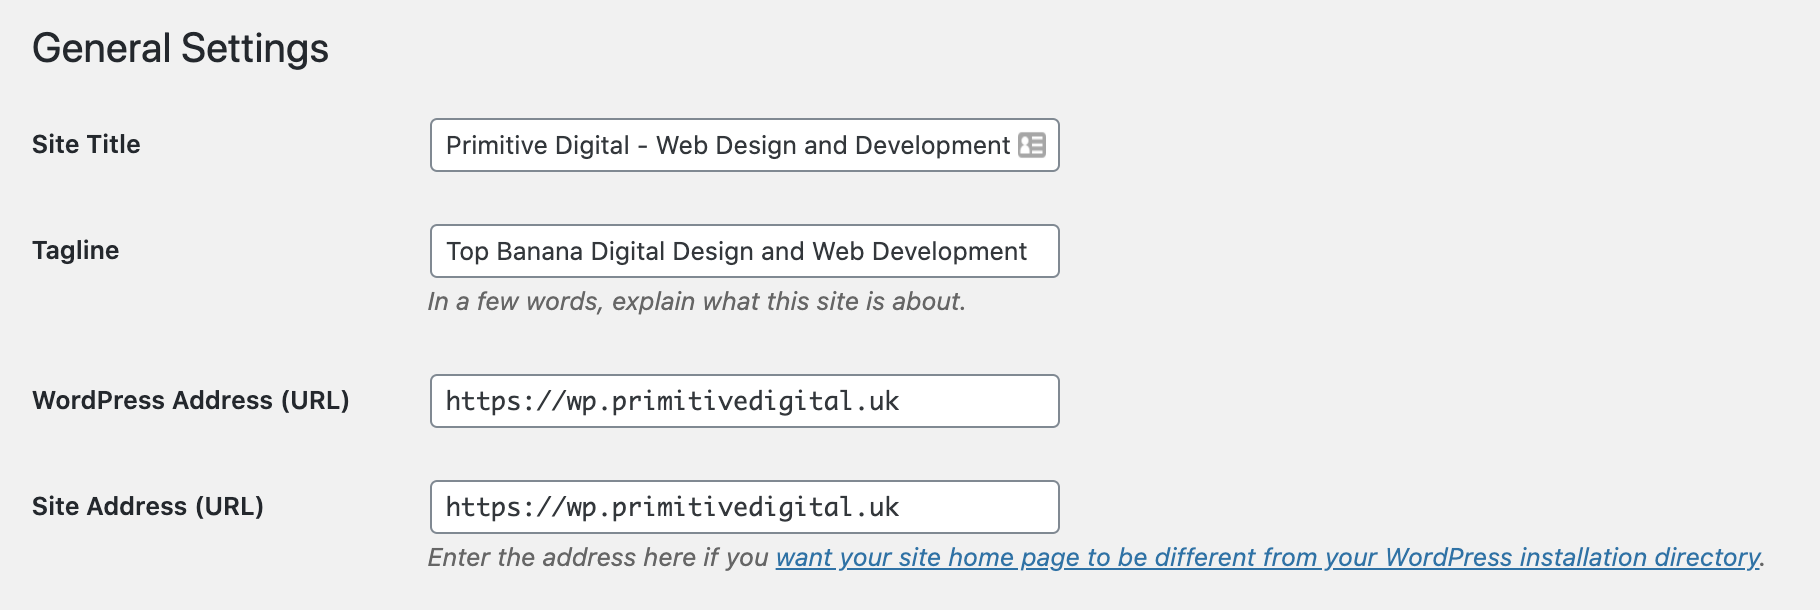 General Settings
Site Title
Primitive Digital - Web Design and Development
Tagline
Top Banana Digital Design and Web Development
In a few words, explain what this site is about.
WordPress Address (URL)
https://wp.primitivedigital.uk
Site Address (URL)
https://wp.primitivedigital.uk
Enter the address here if you want your site home page to be different from your WordPress installation directory.